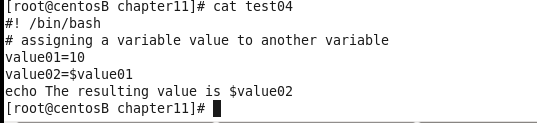 [root@centosB chapter11]# cat test04
#! /bin/bash
# assigning a variable value to another variable
value01=10
value02=$value01
echo The resulting value is $value02
[root@centosB chapter11]#